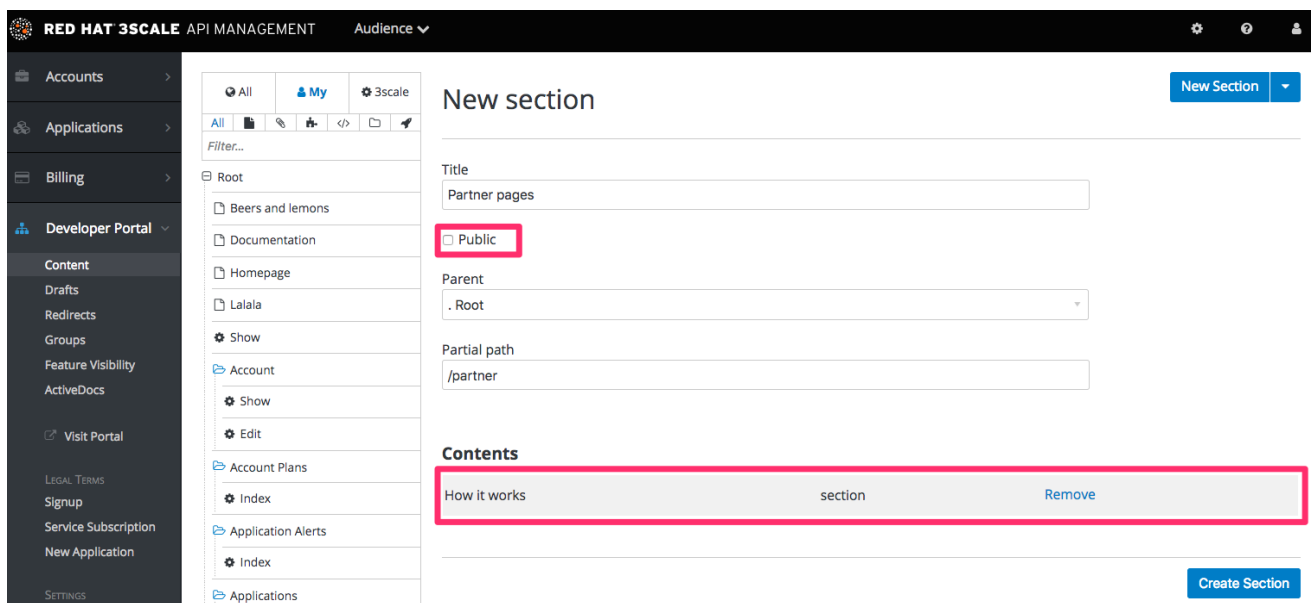 RED HAT 3SCALE API MANAGEMENT Audience
Accounts
Applications
Billing
Developer Portal
Content
Drafts
Redirects
Groups
Feature Visibility
ActiveDocs
Visit Portal
LEGAL TERMS
Signup
Service Subscription
New Application
SETTINGS
All My 3scale
All
Filter...
Root
Beers and lemons
Documentation
Homepage
Lalala
Show
Account
Show
Edit
Account Plans
Index
Application Alerts
Index
Applications
New section
New Section
Title
Partner pages
Public
Parent
. Root
Partial path
/partner
Contents
How it works section Remove
Create Section